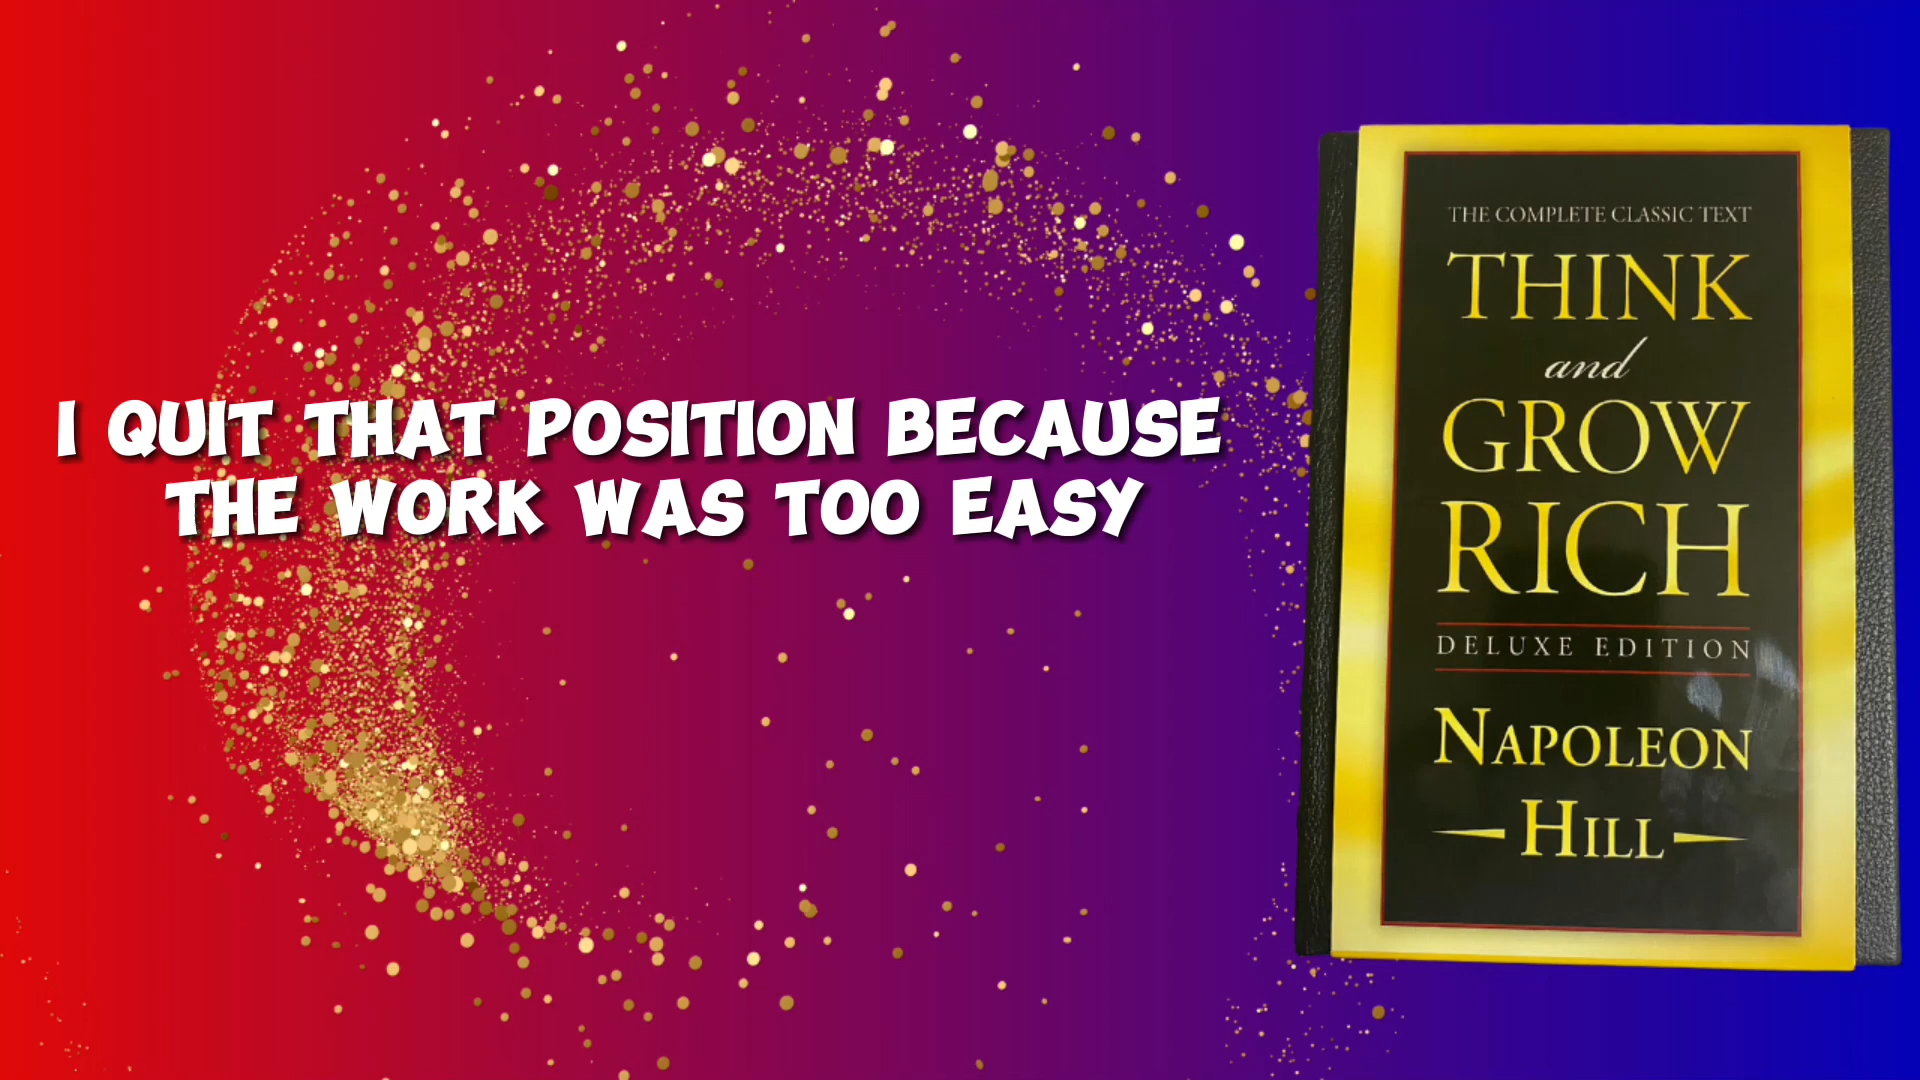 I QUIT THAT POSITION BECAUSE
THE WORK WAS TOO EASY
THE COMPLETE CLASSIC TEXT
THINK
and
GROW
RICH
DELUXE EDITION
NAPOLEON
HILL